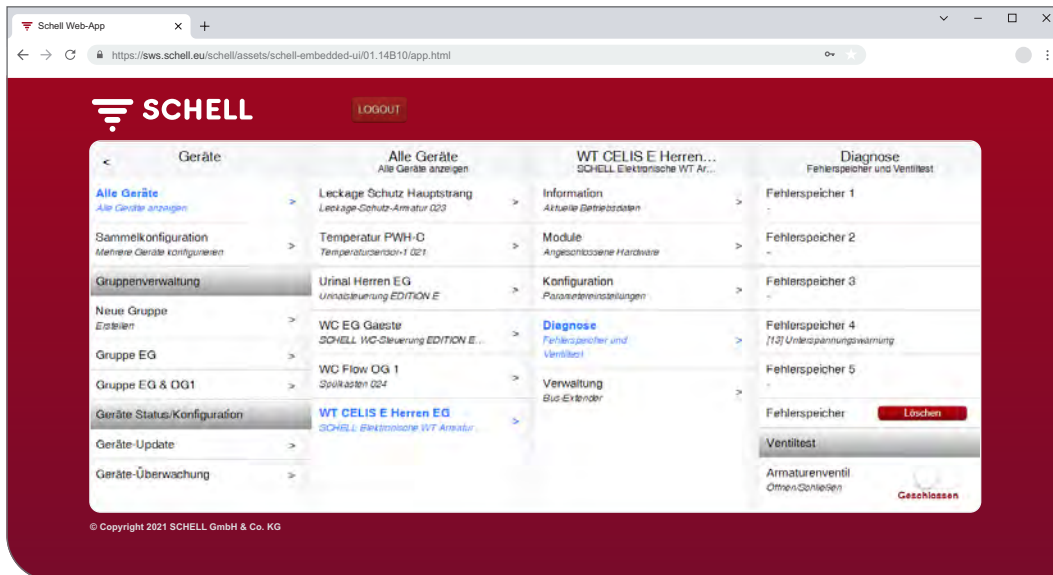 Schell Web-App
https://sws.schell.eu/schell/assets/schell-embedded-ui/01.14B10/app.html
SCHELL
LOGOUT
<
Geräte
Alle Geräte
Alle Geräte anzeigen
>
Sammelkonfiguration
Mehrere Geräte konfigurieren
>
Gruppenverwaltung
Neue Gruppe
Erstellen
>
Gruppe EG
>
Gruppe EG & OG1
>
Geräte Status/Konfiguration
Geräte-Update
>
Geräte-Überwachung
>
Alle Geräte
Alle Geräte anzeigen
Leckage Schutz Hauptstrang
Leckage-Schutz-Armatur 023
>
Temperatur PWH-C
Temperatursensor-1 021
>
Urinal Herren EG
Urinalsteuerung EDITION E
>
WC EG Gaeste
SCHELL WC-Steuerung EDITION E...
>
WC Flow OG 1
Spülkasten 024
>
WT CELIS E Herren EG
SCHELL Elektronische WT Armatur
>
WT CELIS E Herren...
SCHELL Elektronische WT Ar...
Information
Aktuelle Betriebsdaten
>
Module
Angeschlossene Hardware
>
Konfiguration
Parametereinstellungen
>
Diagnose
Fehlerspeicher und
Ventiltest
>
Verwaltung
Bus-Extender
>
Diagnose
Fehlerspeicher und Ventiltest
Fehlerspeicher 1
-
Fehlerspeicher 2
-
Fehlerspeicher 3
-
Fehlerspeicher 4
[13] Unterspannungswarnung
Fehlerspeicher 5
-
Fehlerspeicher
Löschen
Ventiltest
Armaturenventil
Öffnen/Schließen
Geschlossen
© Copyright 2021 SCHELL GmbH & Co. KG